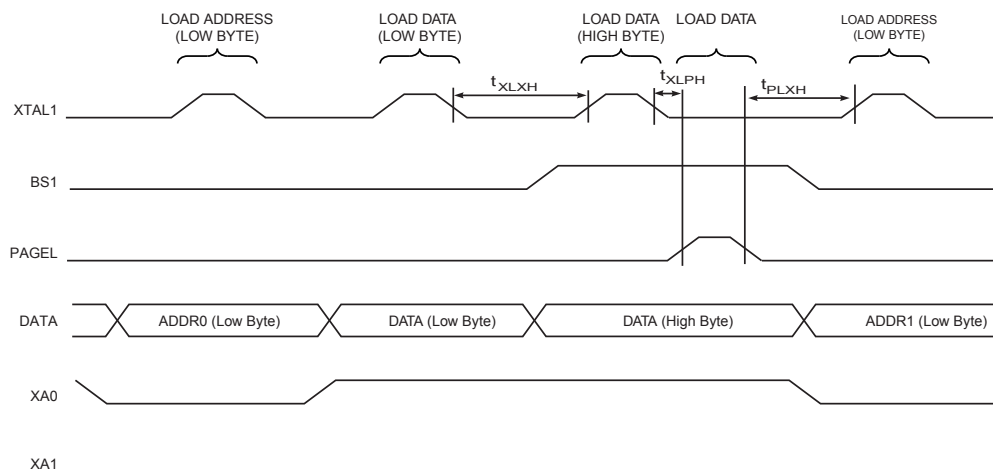 LOAD ADDRESS
(LOW BYTE)
LOAD DATA
(LOW BYTE)
LOAD DATA
(HIGH BYTE)
LOAD DATA
LOAD ADDRESS
(LOW BYTE)
tXLXH
tXLPH
tPLXH
XTAL1
BS1
PAGEL
DATA
ADDR0 (Low Byte)
DATA (Low Byte)
DATA (High Byte)
ADDR1 (Low Byte)
XA0
XA1